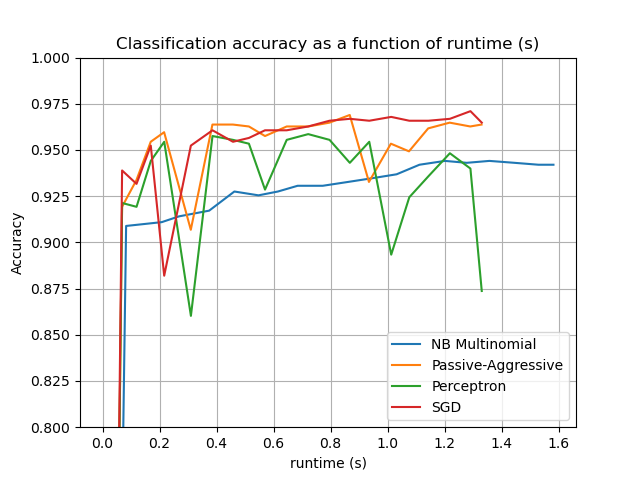 Classification accuracy as a function of runtime (s)
1.000
0.975
0.950
0.925
0.900
0.875
0.850
0.825
0.800
Accuracy
NB Multinomial
Passive-Aggressive
Perceptron
SGD
0.0 0.2 0.4 0.6 0.8 1.0 1.2 1.4 1.6
runtime (s)